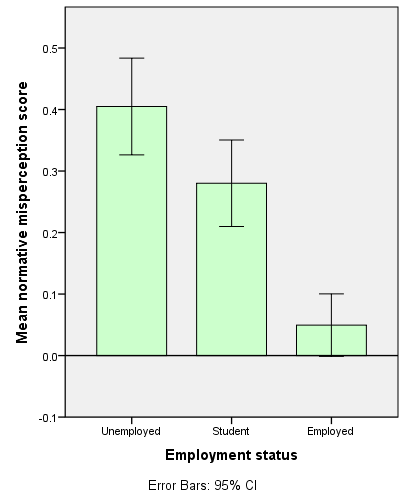 Mean normative misperception score
0.5
0.4
0.3
0.2
0.1
0.0
-0.1
Unemployed Student Employed
Employment status
Error Bars: 95% CI